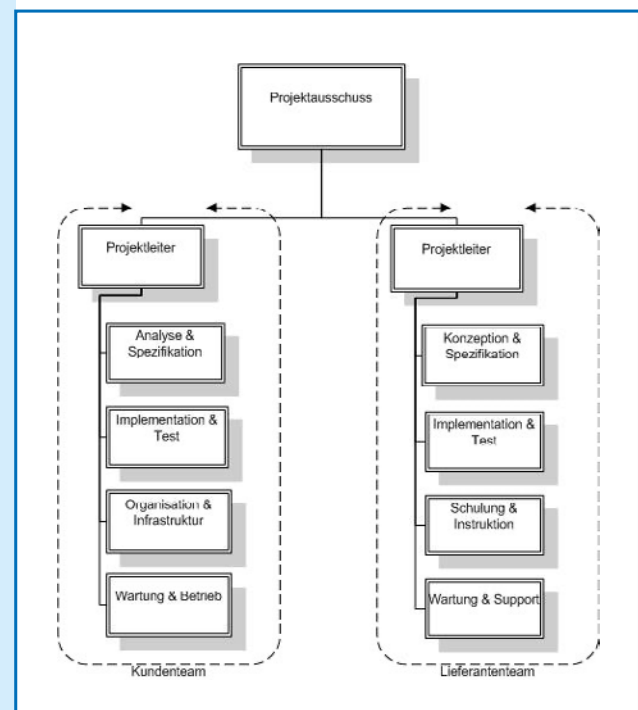 Projektausschuss
Projektleiter
Analyse &
Spezifikation
Implementation &
Test
Organisation &
Infrastruktur
Wartung & Betrieb
Kundenteam
Projektleiter
Konzeption &
Spezifikation
Implementation &
Test
Schulung &
Instruktion
Wartung & Support
Lieferantenteam